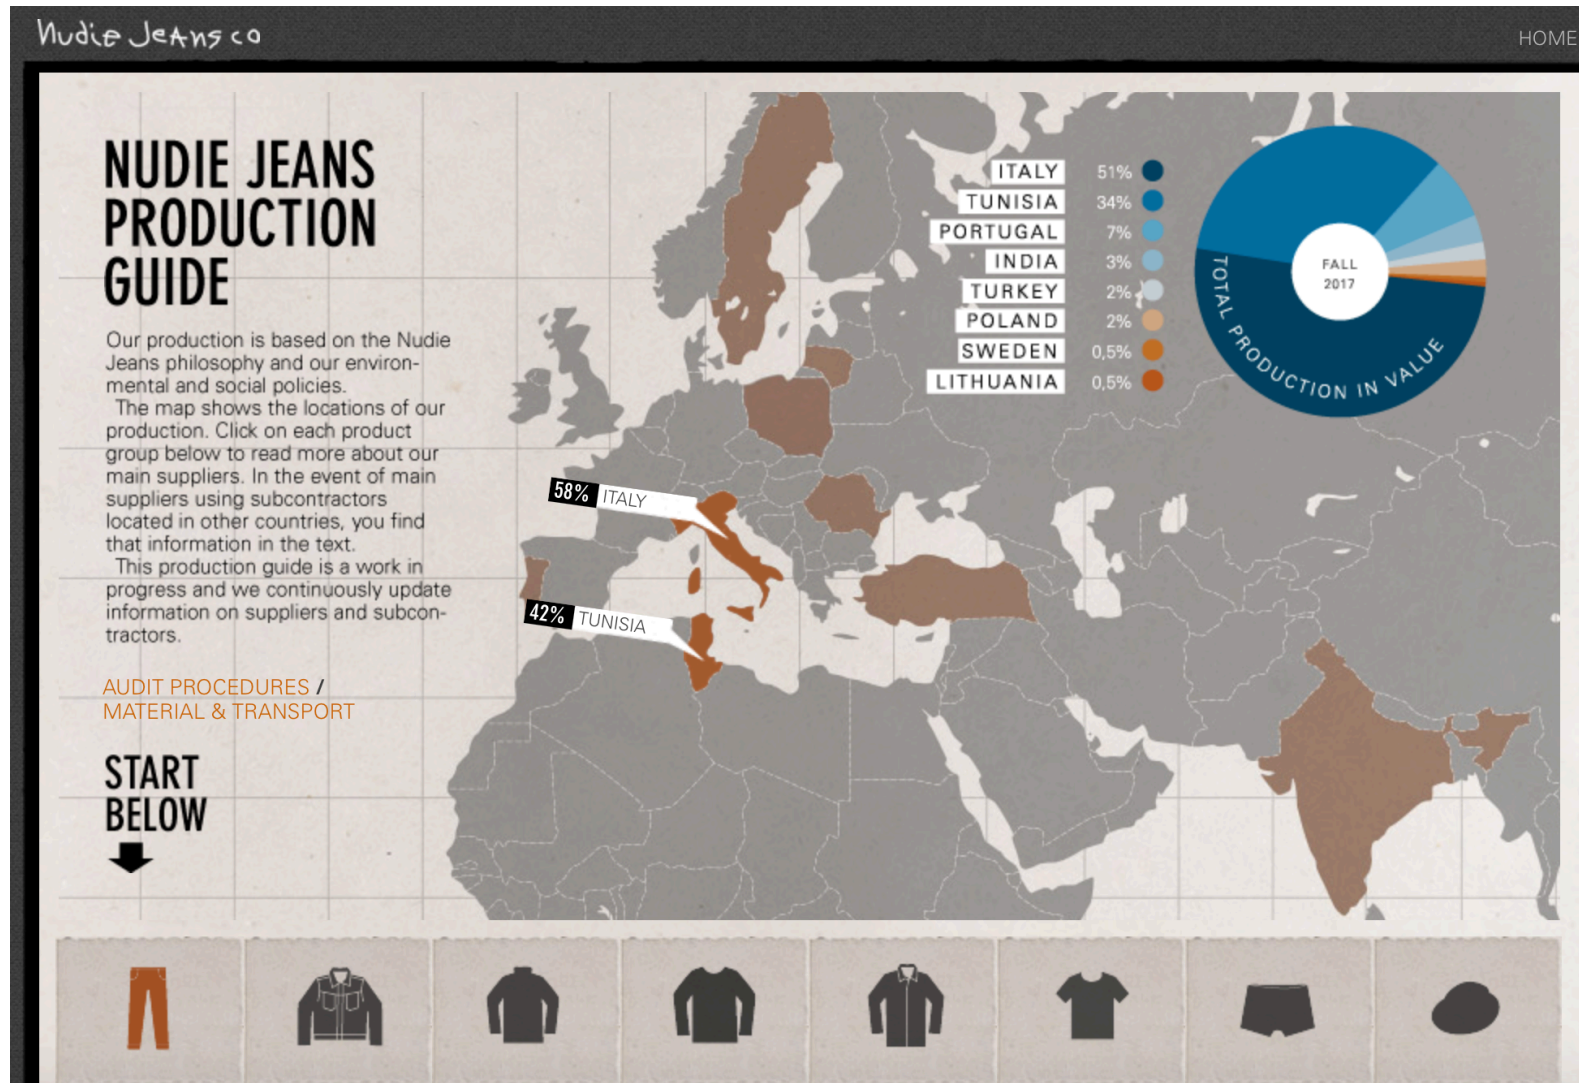 Nudie Jeans co
HOME
NUDIE JEANS
PRODUCTION
GUIDE
Our production is based on the Nudie
Jeans philosophy and our environ-
mental and social policies.
The map shows the locations of our
production. Click on each product
group below to read more about our
main suppliers. In the event of main
suppliers using subcontractors
located in other countries, you find
that information in the text.
This production guide is a work in
progress and we continuously update
information on suppliers and subcon-
tractors.
AUDIT PROCEDURES /
MATERIAL & TRANSPORT
START
BELOW
58% ITALY
42% TUNISIA
ITALY 51%
TUNISIA 34%
PORTUGAL 7%
INDIA 3%
TURKEY 2%
POLAND 2%
SWEDEN 0,5%
LITHUANIA 0,5%
FALL
2017
TOTAL PRODUCTION IN VALUE